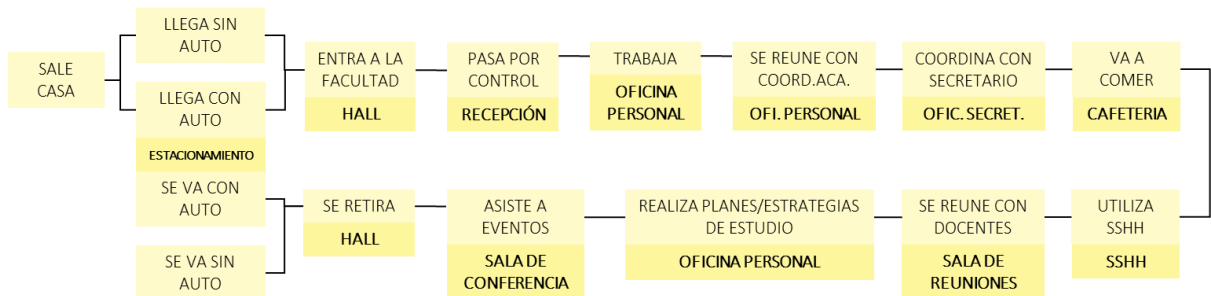 SALE
CASA
LLEGA SIN
AUTO
LLEGA CON
AUTO
ESTACIONAMIENTO
ENTRA A LA
FACULTAD
HALL
PASA POR
CONTROL
RECEPCIÓN
TRABAJA
OFICINA
PERSONAL
SE REUNE CON
COORD.ACA.
OFI. PERSONAL
COORDINA CON
SECRETARIO
OFIC. SECRET.
VA A
COMER
CAFETERIA
UTILIZA
SSHH
SSHH
SE REUNE CON
DOCENTES
SALA DE
REUNIONES
REALIZA PLANES/ESTRATEGIAS
DE ESTUDIO
OFICINA PERSONAL
ASISTE A
EVENTOS
SALA DE
CONFERENCIA
SE RETIRA
HALL
SE VA CON
AUTO
SE VA SIN
AUTO